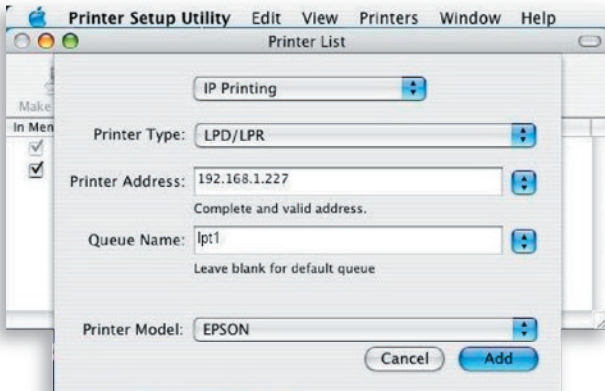 Printer Setup Utility Edit View Printers Window Help
Printer List
IP Printing
Make
In Men
Printer Type: LPD/LPR
Printer Address: 192.168.1.227
Complete and valid address.
Queue Name: lpt1
Leave blank for default queue
Printer Model: EPSON
Cancel Add